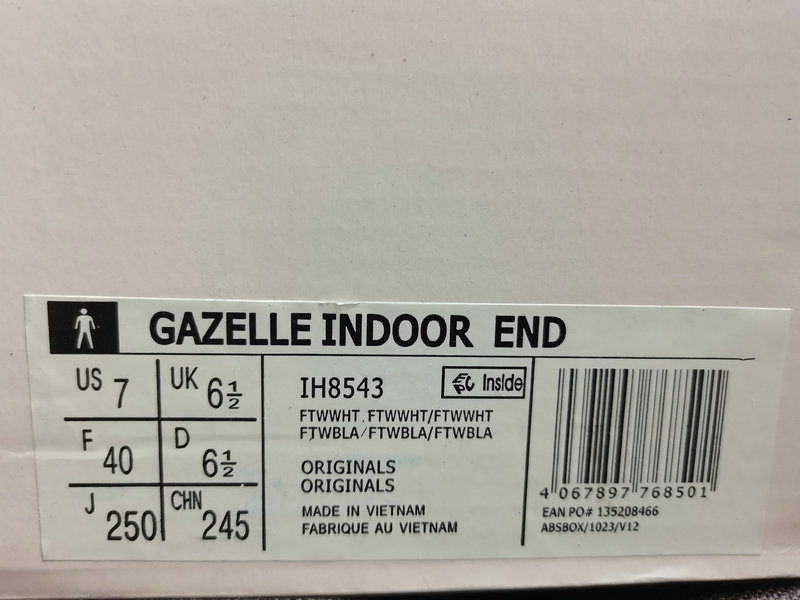 GAZELLE INDOOR END
US 7 UK 6½
F 40 D 6½
J 250 CHN 245
IH8543
Inside
FTWWHT/FTWWHT/FTWWHT
FTWBLA/FTWBLA/FTWBLA
ORIGINALS
ORIGINALS
MADE IN VIETNAM
FABRIQUE AU VIETNAM
4 067897 768501
EAN PO# 135208466
ABSBOX/1023/V12